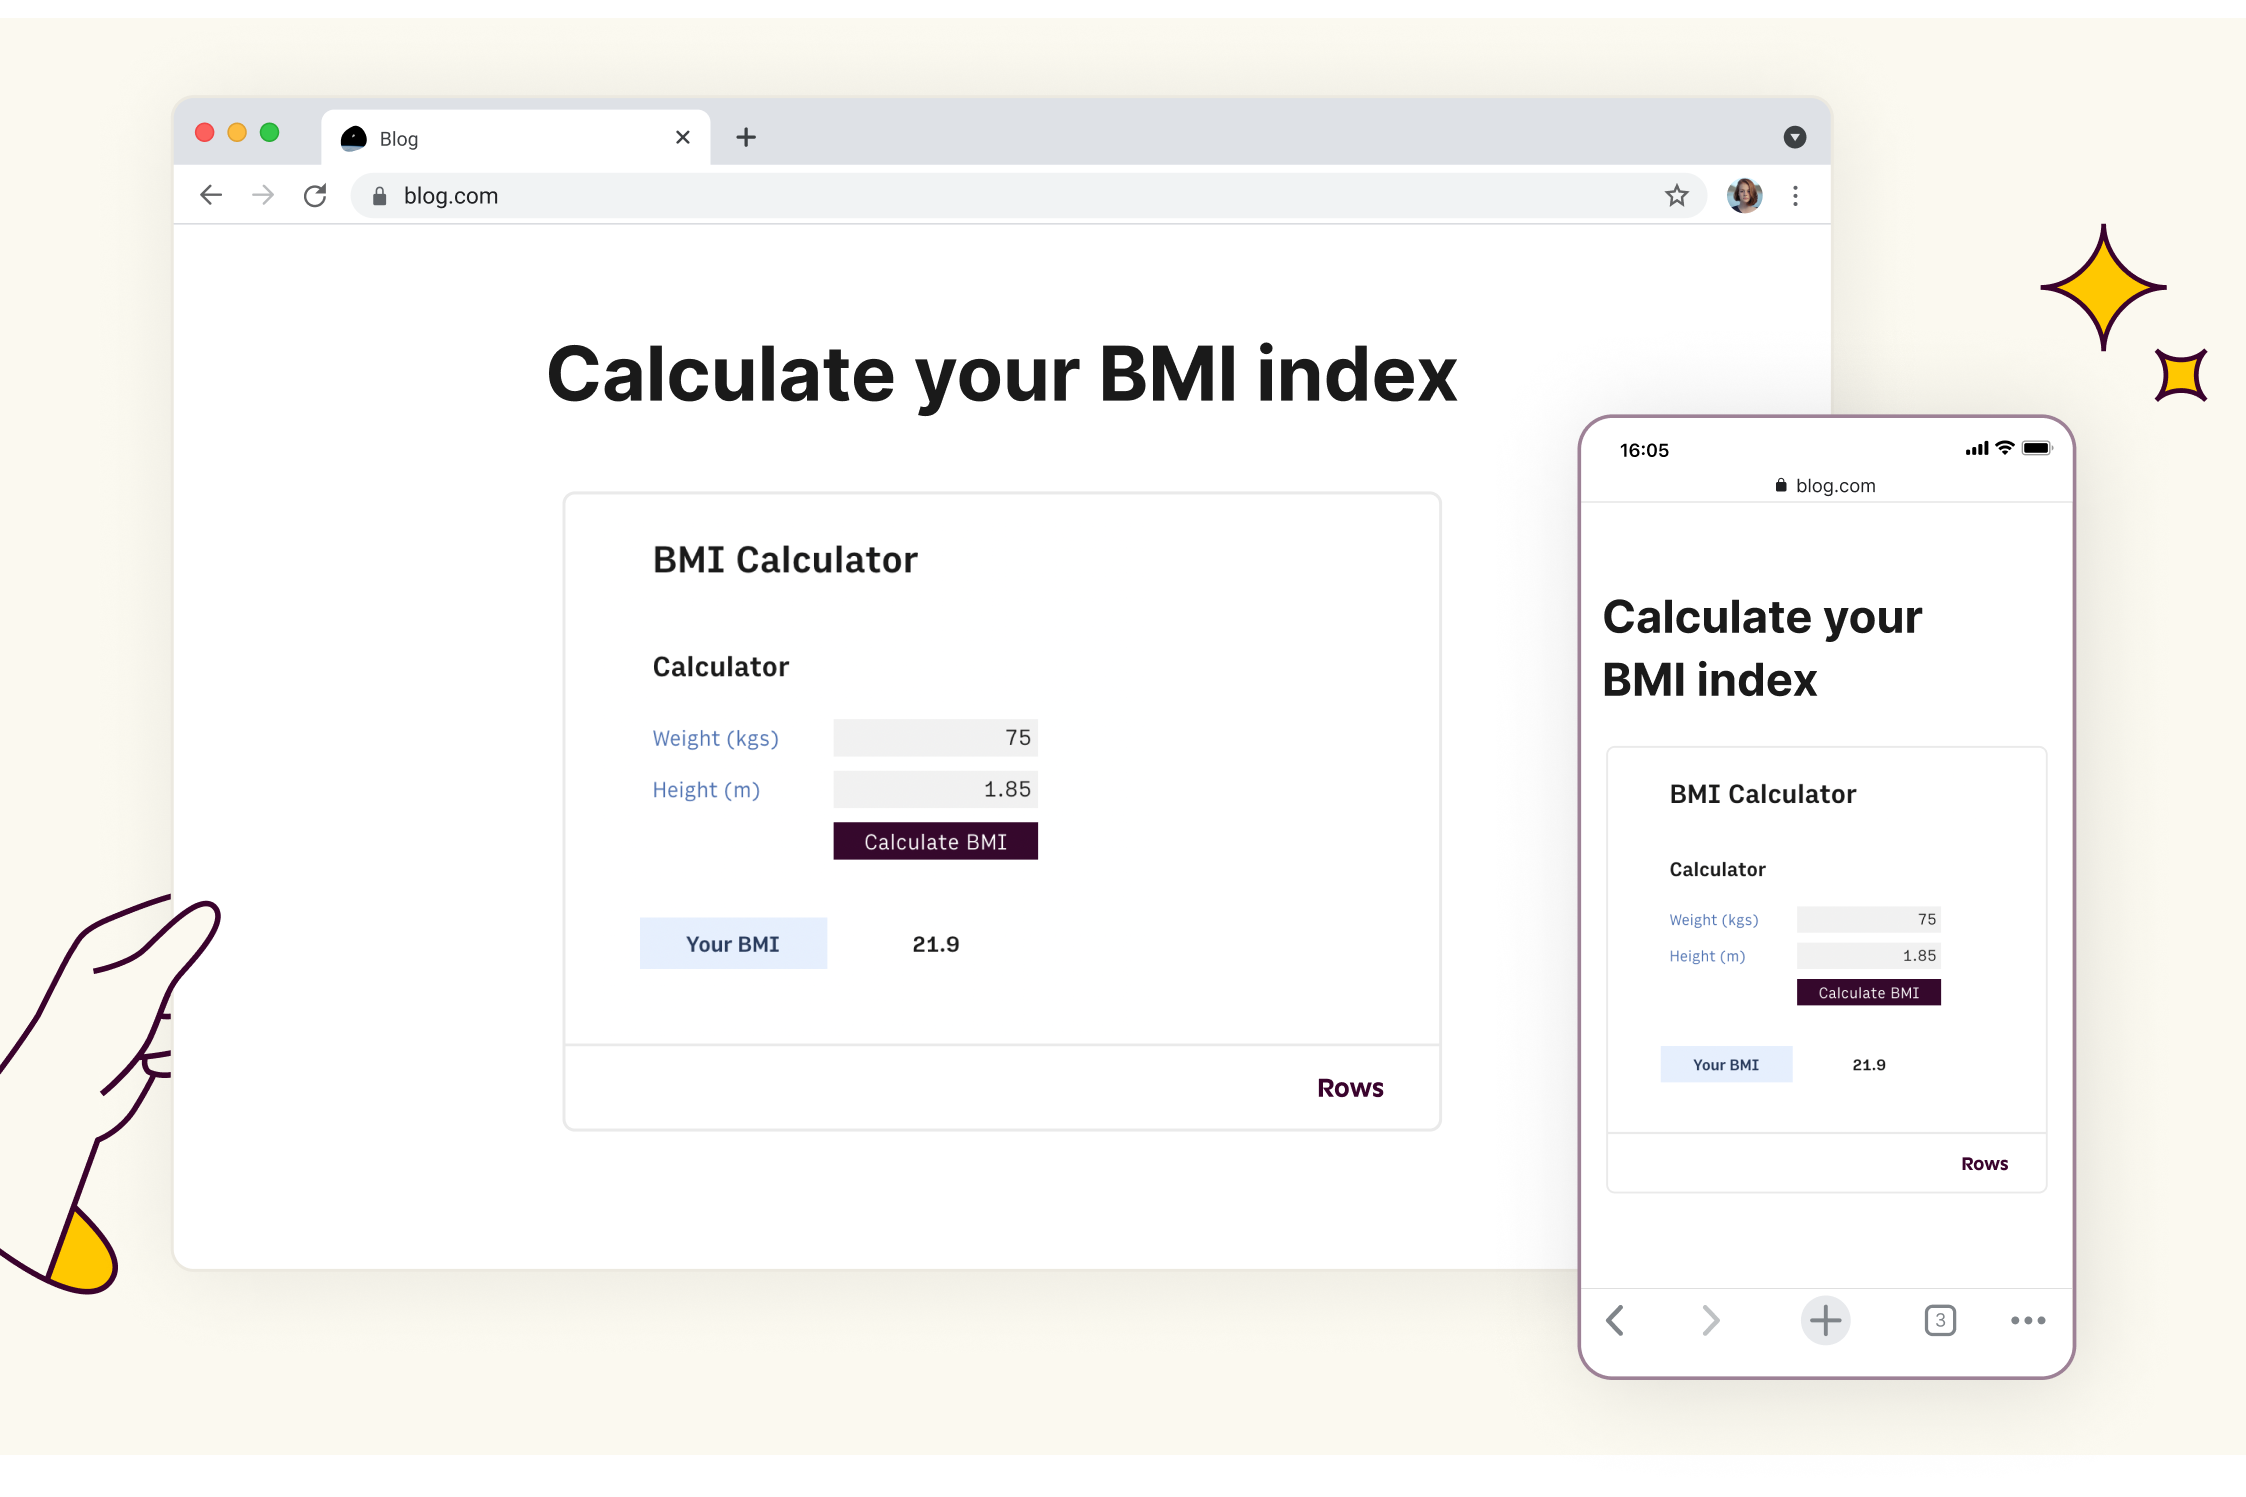 Blog
blog.com
Calculate your BMI index
BMI Calculator
Calculator
Weight (kgs) 75
Height (m) 1.85
Calculate BMI
Your BMI 21.9
Rows
16:05
blog.com
Calculate your
BMI index
BMI Calculator
Calculator
Weight (kgs) 75
Height (m) 1.85
Calculate BMI
Your BMI 21.9
Rows
3